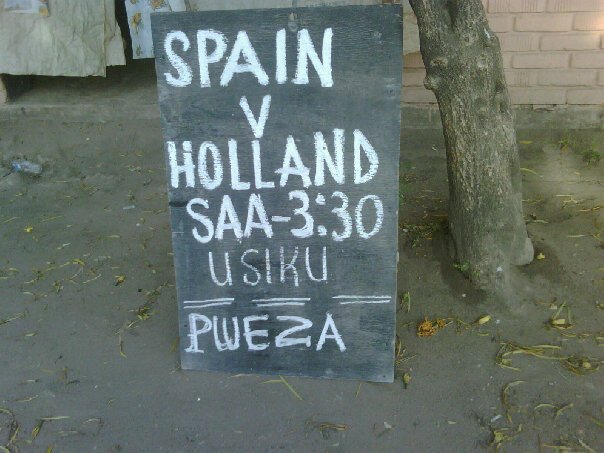 SPAIN
V
HOLLAND
SAA-3:30
USIKU
PWEZA